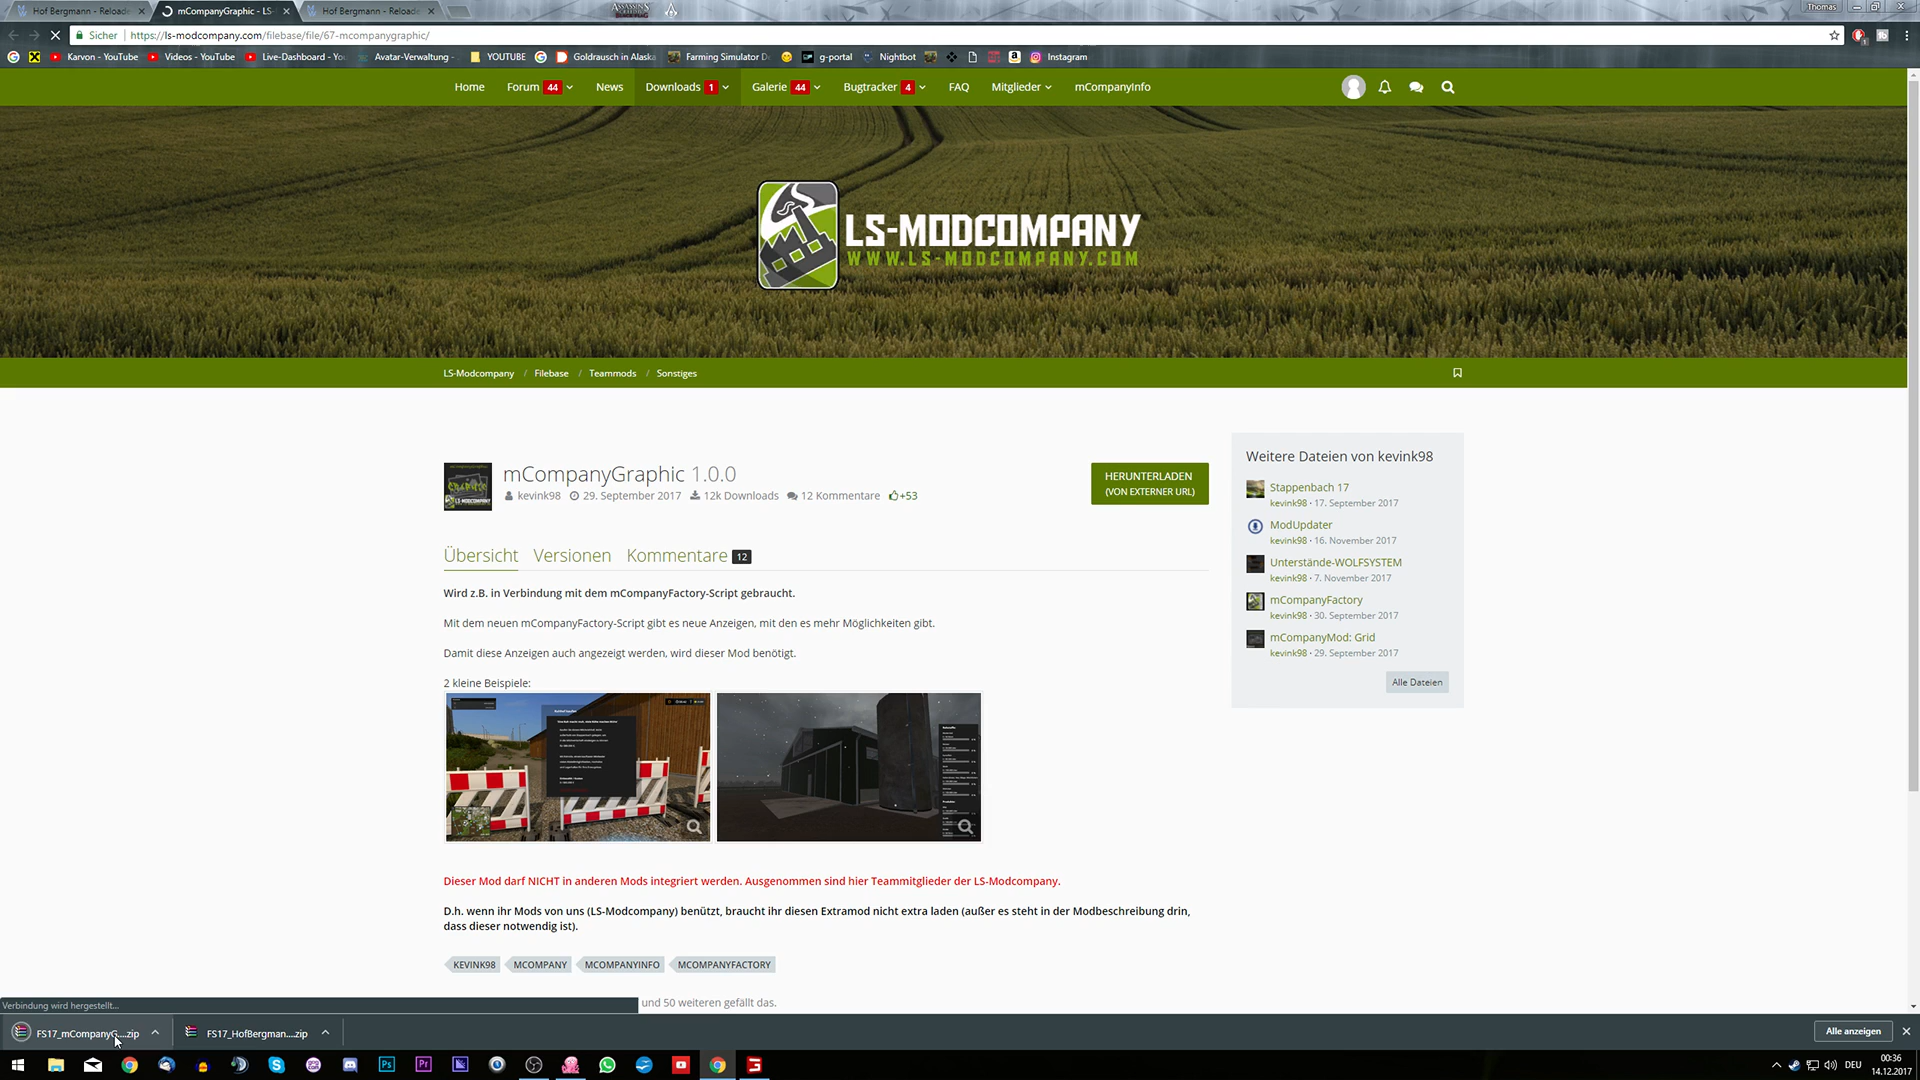 Hof Bergmann - Reloade
mCompanyGraphic - LS-
Hof Bergmann - Reloade
Thomas
Sicher
https://ls-modcompany.com/filebase/file/67-mcompanygraphic/
Karvon - YouTube
Videos - YouTube
Live-Dashboard - You
Avatar-Verwaltung -
YOUTUBE
Goldrausch in Alaska
Farming Simulator D
g-portal
Nightbot
Instagram
Home
Forum 44
News
Downloads 1
Galerie 44
Bugtracker 4
FAQ
Mitglieder
mCompanyInfo
LS-MODCOMPANY
WWW.LS-MODCOMPANY.COM
LS-Modcompany / Filebase / Teammods / Sonstiges
mCompanyGraphic 1.0.0
kevink98 29. September 2017 12k Downloads 12 Kommentare +53
HERUNTERLADEN
(VON EXTERNER URL)
Übersicht Versionen Kommentare 12
Wird z.B. in Verbindung mit dem mCompanyFactory-Script gebraucht.
Mit dem neuen mCompanyFactory-Script gibt es neue Anzeigen, mit den es mehr Möglichkeiten gibt.
Damit diese Anzeigen auch angezeigt werden, wird dieser Mod benötigt.
2 kleine Beispiele:
Dieser Mod darf NICHT in anderen Mods integriert werden. Ausgenommen sind hier Teammitglieder der LS-Modcompany.
D.h. wenn ihr Mods von uns (LS-Modcompany) benützt, braucht ihr diesen Extramod nicht extra laden (außer es steht in der Modbeschreibung drin,
dass dieser notwendig ist).
KEVINK98
MCOMPANY
MCOMPANYINFO
MCOMPANYFACTORY
und 50 weiteren gefällt das.
Weitere Dateien von kevink98
Stappenbach 17
kevink98 · 17. September 2017
ModUpdater
kevink98 · 16. November 2017
Unterstände-WOLFSYSTEM
kevink98 · 7. November 2017
mCompanyFactory
kevink98 · 30. September 2017
mCompanyMod: Grid
kevink98 · 29. September 2017
Alle Dateien
Verbindung wird hergestellt...
FS17_mCompanyG....zip
FS17_HofBergman....zip
Alle anzeigen
DEU
00:36
14.12.2017